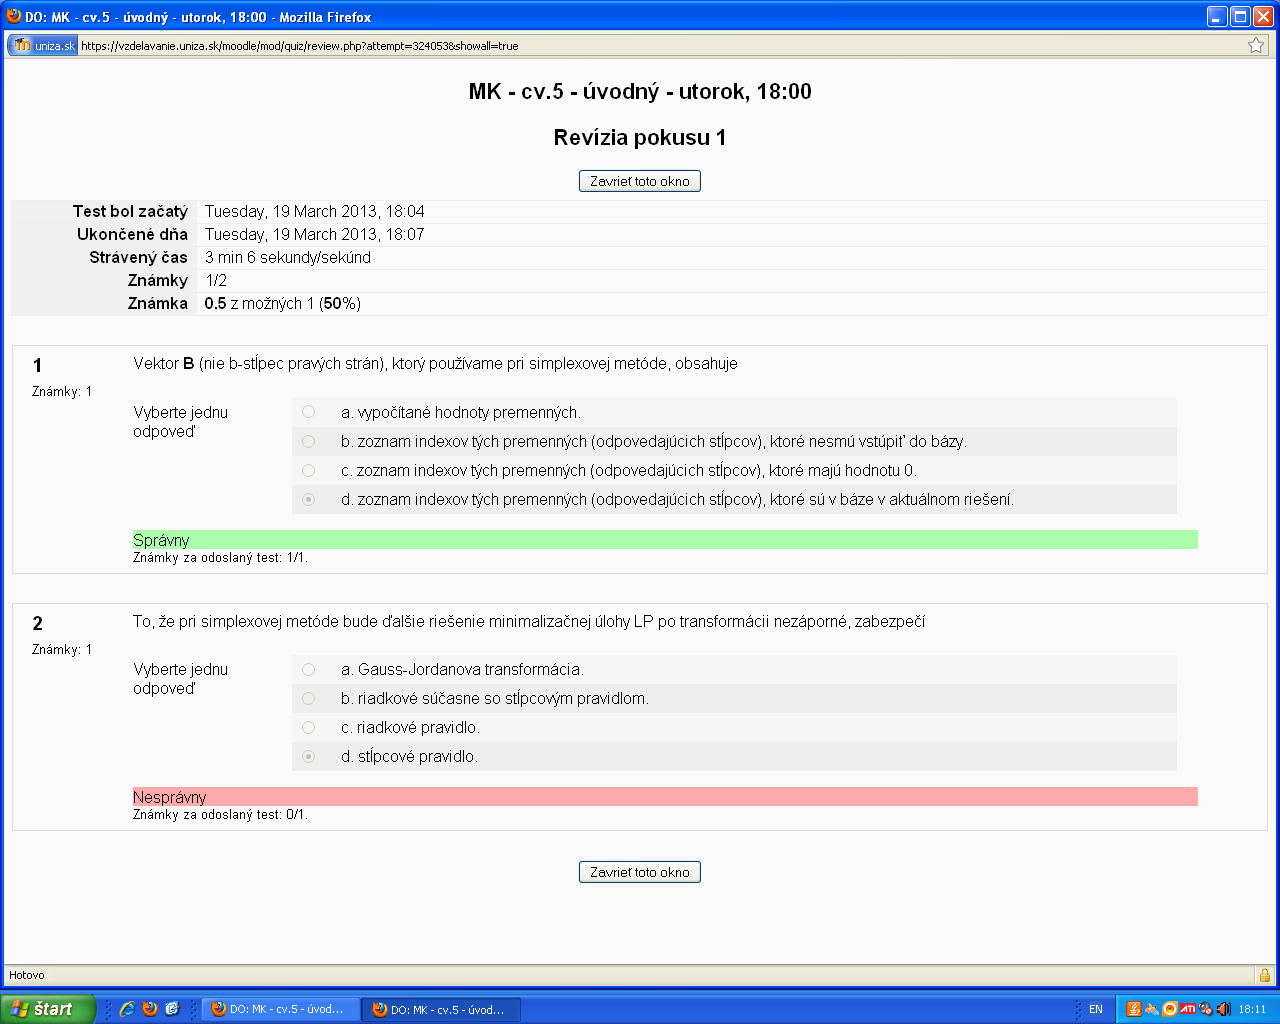 DO: MK - cv.5 - úvodný - utorok, 18:00 - Mozilla Firefox
uniza.sk https://vzdelavanie.uniza.sk/moodle/mod/quiz/review.php?attempt=324053&showall=true
MK - cv.5 - úvodný - utorok, 18:00
Revízia pokusu 1
Zavrieť toto okno
Test bol začatý Tuesday, 19 March 2013, 18:04
Ukončené dňa Tuesday, 19 March 2013, 18:07
Strávený čas 3 min 6 sekundy/sekúnd
Známky 1/2
Známka 0.5 z možných 1 (50%)
1
Známky: 1
Vektor B (nie b-stĺpec pravých strán), ktorý používame pri simplexovej metóde, obsahuje
Vyberte jednu
odpoveď
a. vypočítané hodnoty premenných.
b. zoznam indexov tých premenných (odpovedajúcich stĺpcov), ktoré nesmú vstúpiť do bázy.
c. zoznam indexov tých premenných (odpovedajúcich stĺpcov), ktoré majú hodnotu 0.
d. zoznam indexov tých premenných (odpovedajúcich stĺpcov), ktoré sú v báze v aktuálnom riešení.
Správny
Známky za odoslaný test: 1/1.
2
Známky: 1
To, že pri simplexovej metóde bude ďalšie riešenie minimalizačnej úlohy LP po transformácii nezáporné, zabezpečí
Vyberte jednu
odpoveď
a. Gauss-Jordanova transformácia.
b. riadkové súčasne so stĺpcovým pravidlom.
c. riadkové pravidlo.
d. stĺpcové pravidlo.
Nesprávny
Známky za odoslaný test: 0/1.
Zavrieť toto okno
Hotovo
štart DO: MK - cv.5 - úvod... DO: MK - cv.5 - úvod... EN ATI 18:11